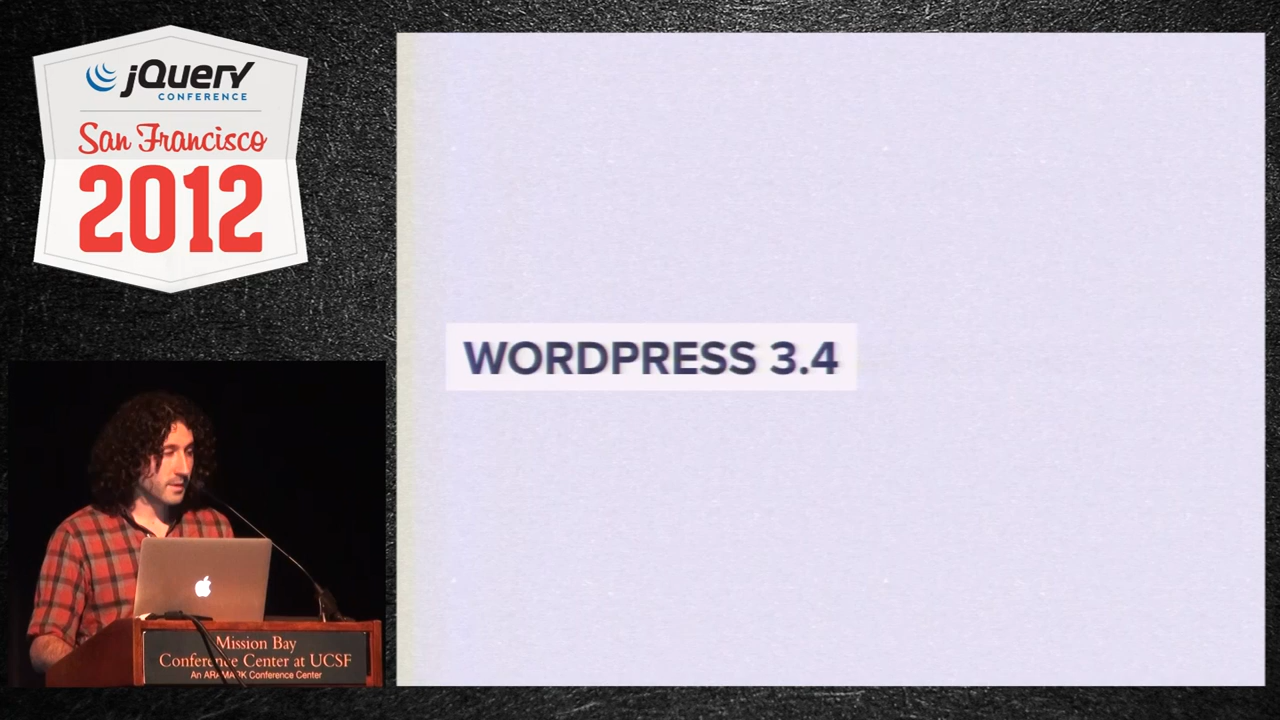 jQuery
CONFERENCE
San Francisco
2012
WORDPRESS 3.4
Mission Bay
Conference Center at UCSF
An ARAMARK Conference Center